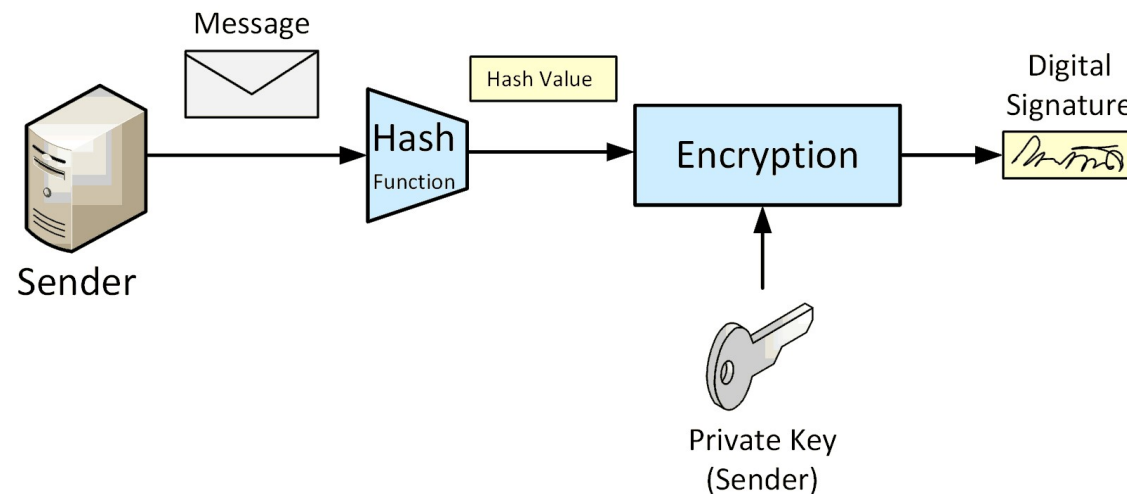 Message
Hash Value
Digital
Signature
Hash
Function
Encryption
Sender
Private Key
(Sender)